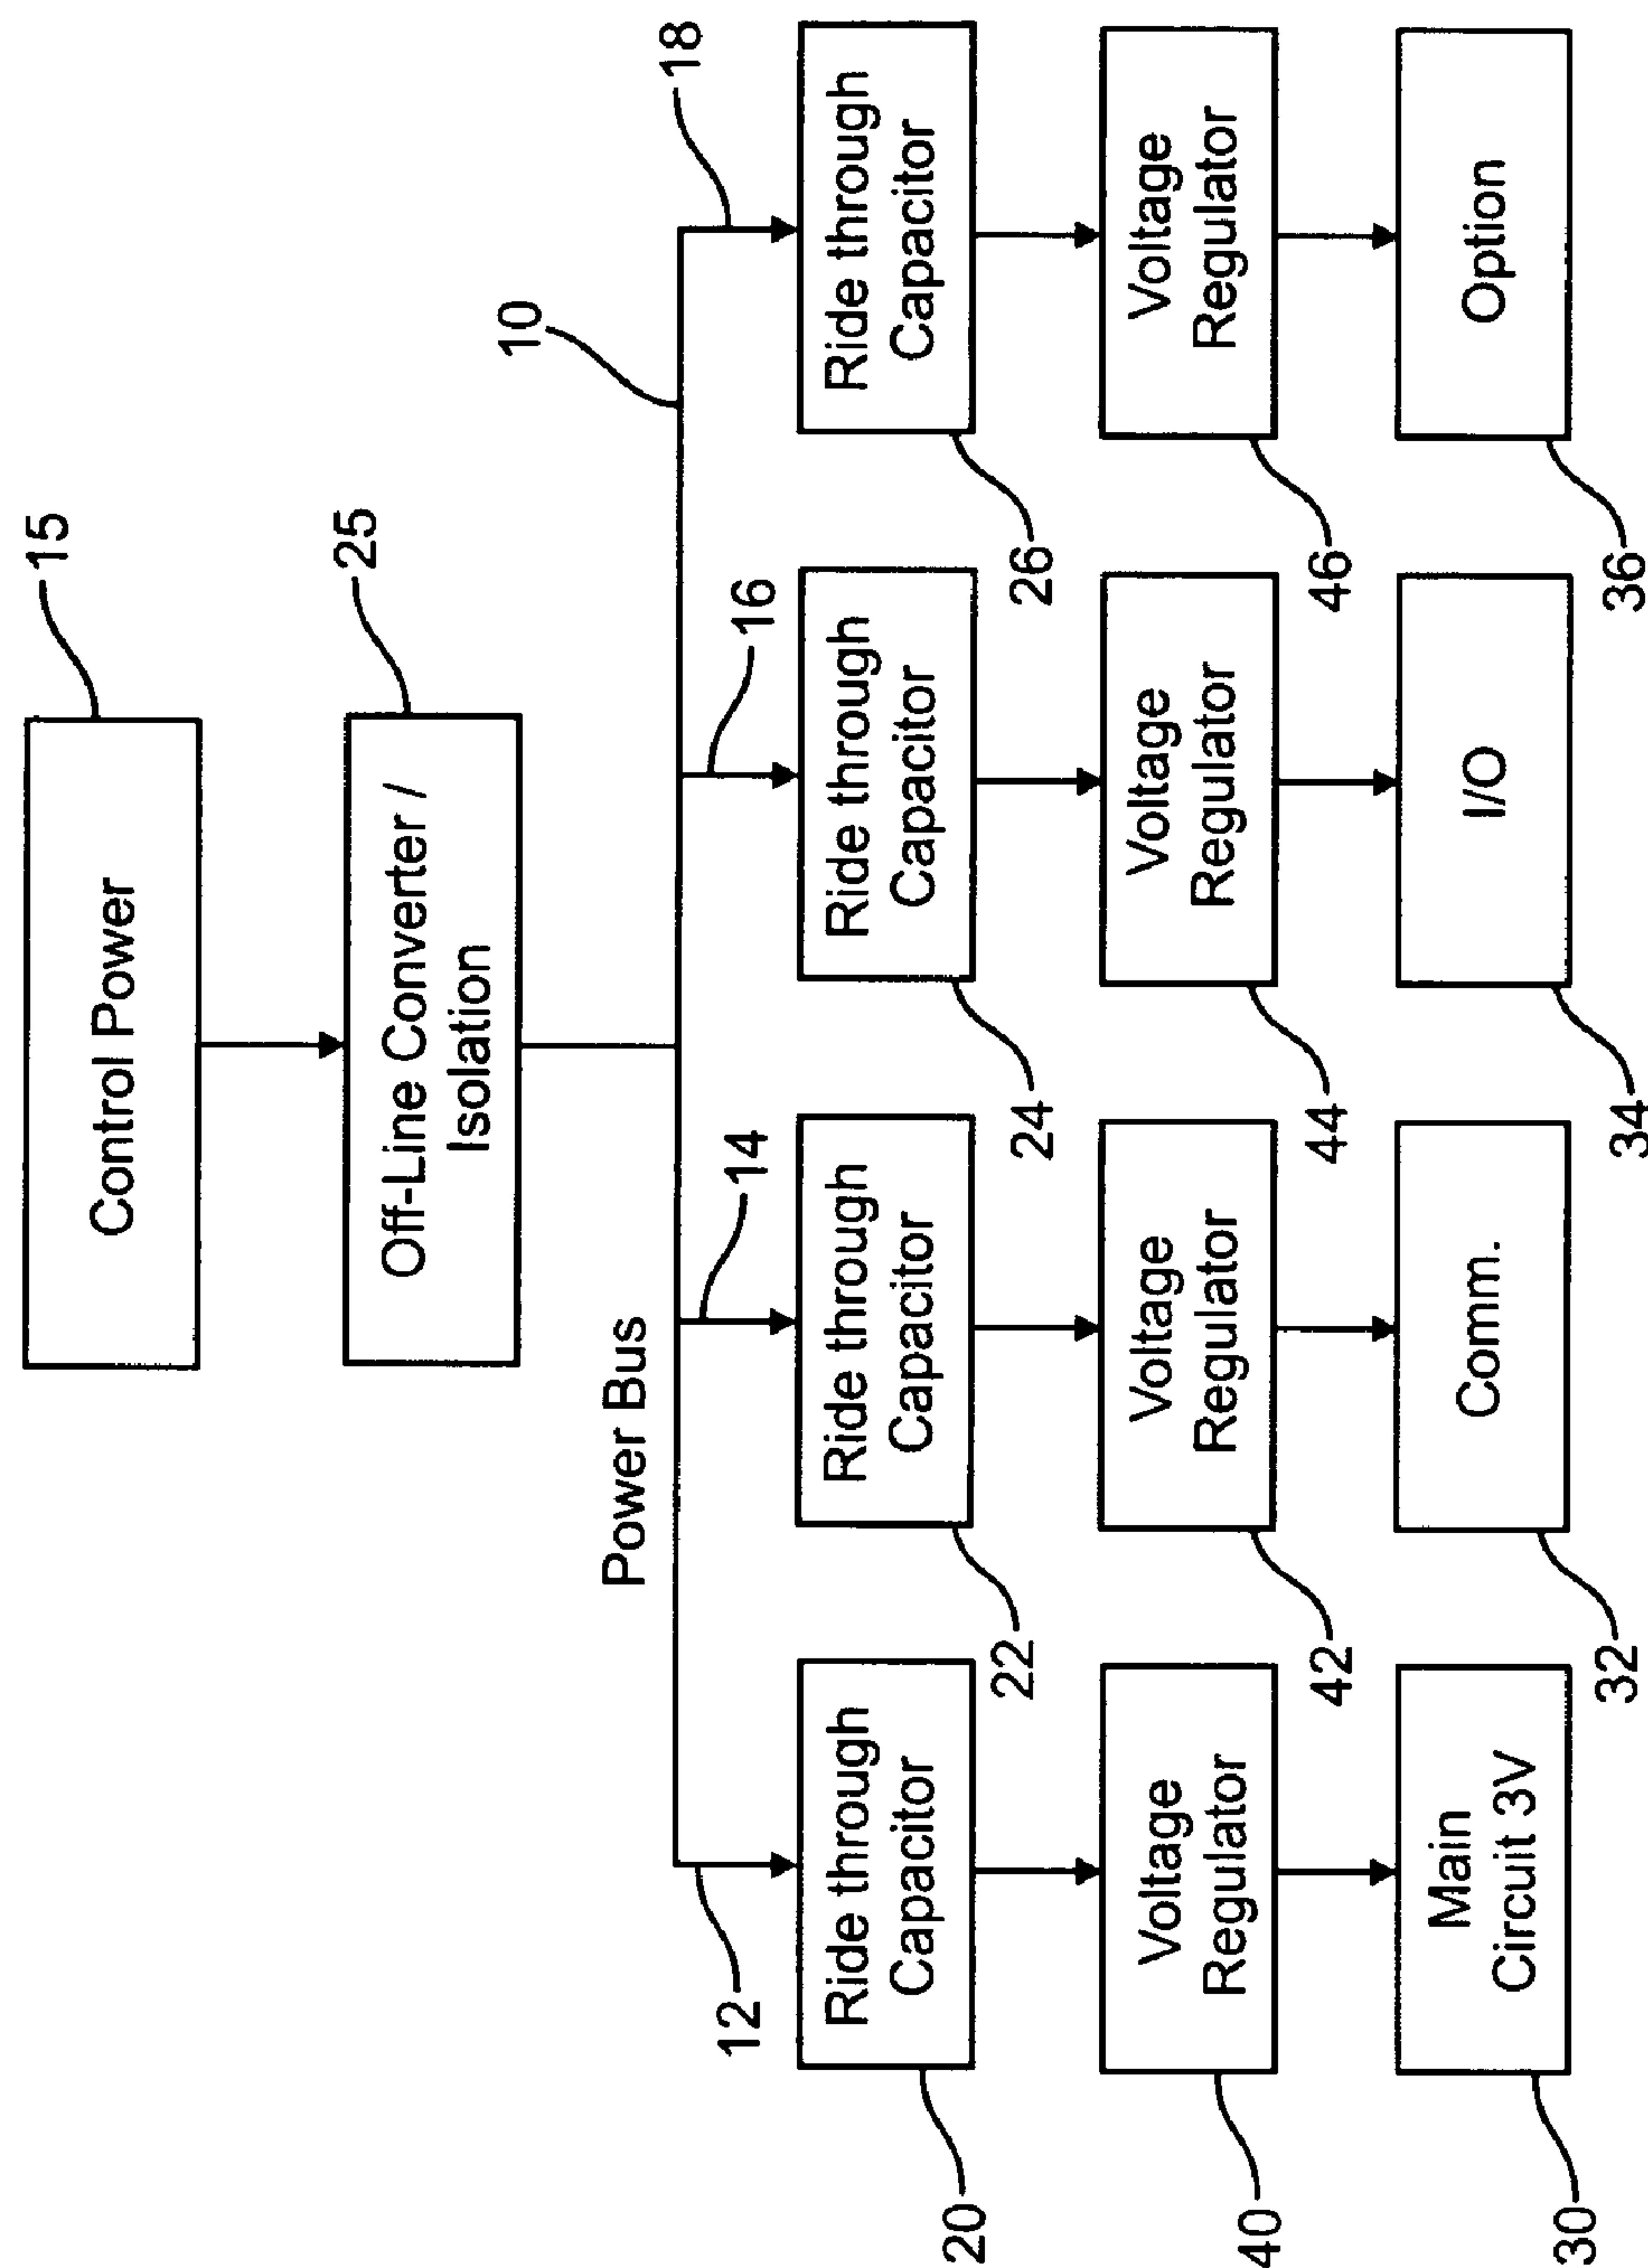 Control Power
15
Off-Line Converter /
Isolation
25
Power Bus
10
12
14
16
18
Ride through
Capacitor
Ride through
Capacitor
Ride through
Capacitor
Ride through
Capacitor
20
22
24
26
Voltage
Regulator
Voltage
Regulator
Voltage
Regulator
Voltage
Regulator
40
42
44
46
Main
Circuit 3V
Comm.
I/O
Option
30
32
34
36